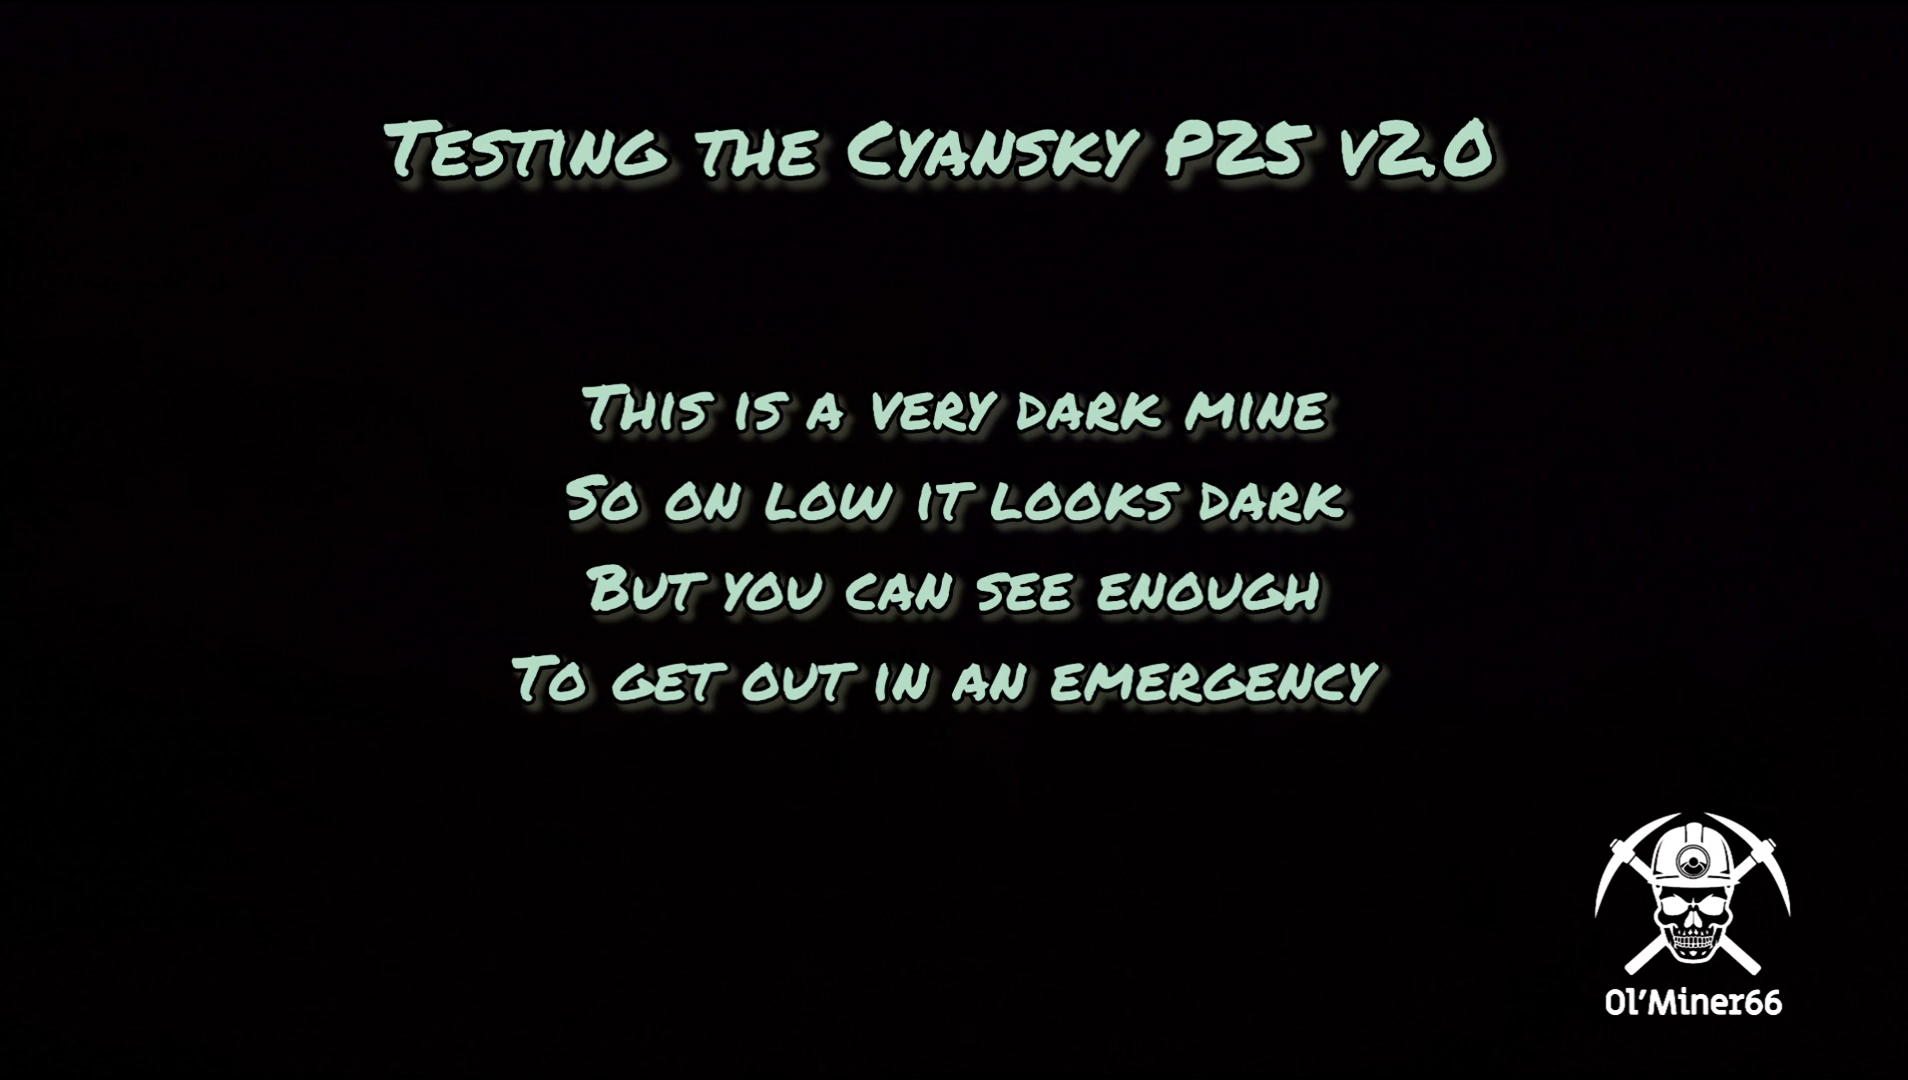 Testing the Cyansky P25 v2.0
This is a very dark mine
So on low it looks dark
But you can see enough
To get out in an emergency
Ol'Miner66